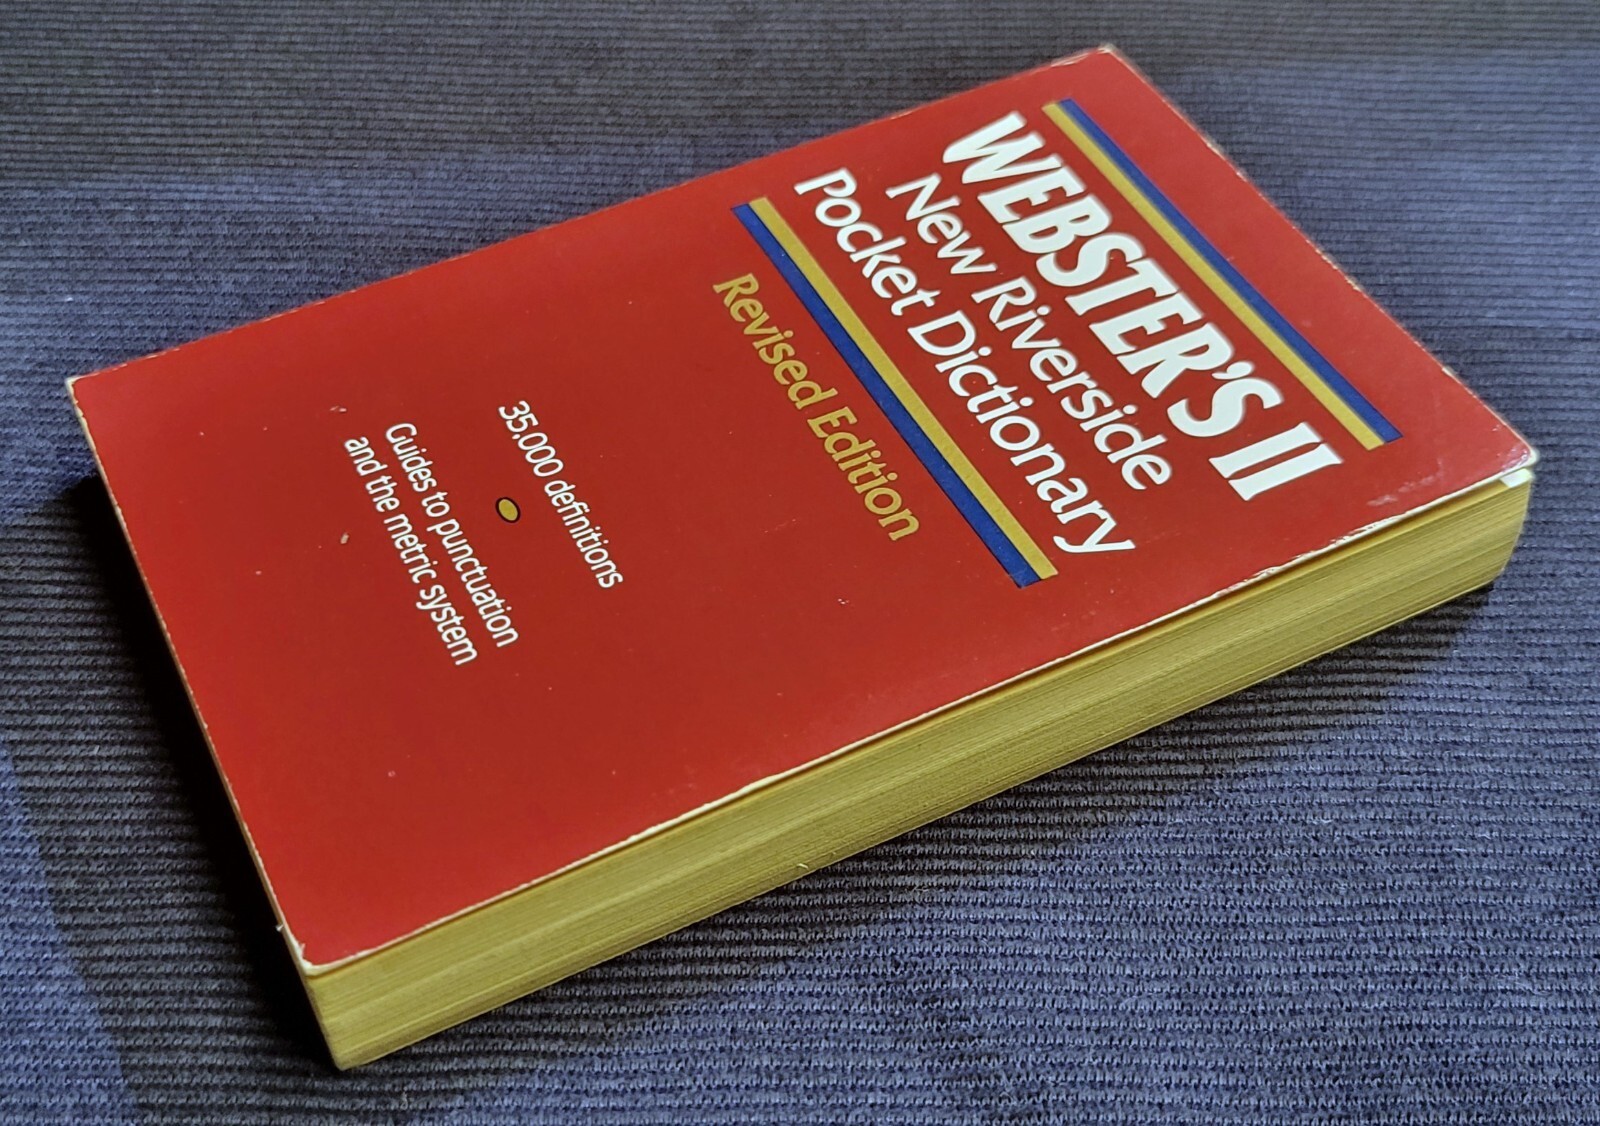 WEBSTER'S II
New Riverside
Pocket Dictionary
Revised Edition
35,000 definitions
Guides to punctuation
and the metric system